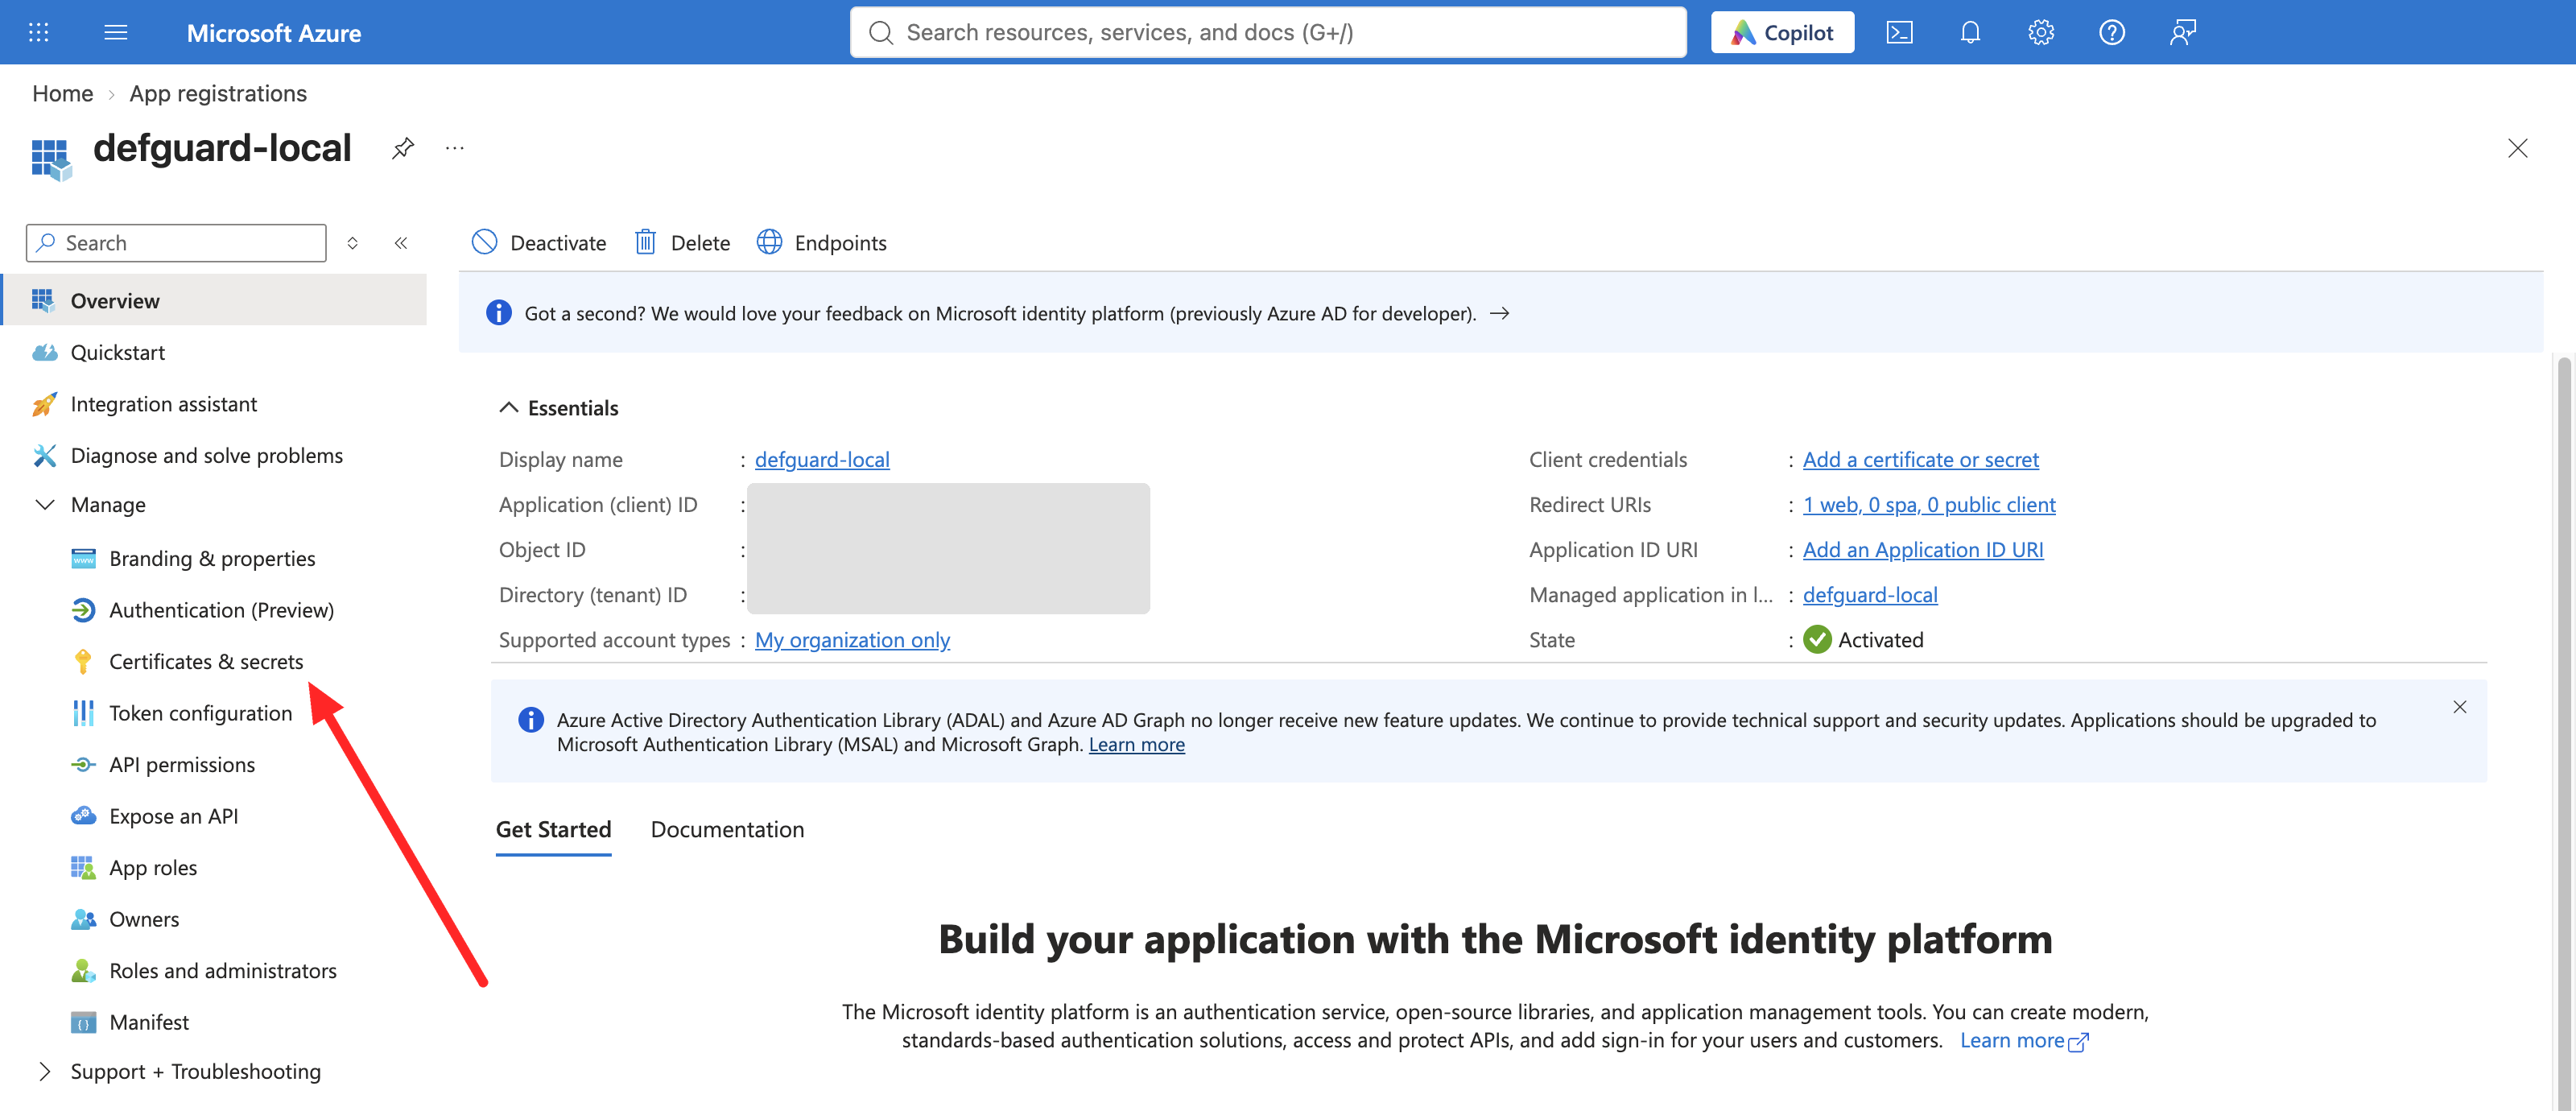 Microsoft Azure
Search resources, services, and docs (G+/)
Copilot
Home > App registrations
defguard-local
...
Search
Deactivate Delete Endpoints
Overview
Quickstart
Integration assistant
Diagnose and solve problems
Manage
Branding & properties
Authentication (Preview)
Certificates & secrets
Token configuration
API permissions
Expose an API
App roles
Owners
Roles and administrators
Manifest
Support + Troubleshooting
Got a second? We would love your feedback on Microsoft identity platform (previously Azure AD for developer). →
Essentials
Display name : defguard-local
Application (client) ID :
Object ID :
Directory (tenant) ID :
Supported account types : My organization only
Client credentials : Add a certificate or secret
Redirect URIs : 1 web, 0 spa, 0 public client
Application ID URI : Add an Application ID URI
Managed application in l... : defguard-local
State : Activated
Azure Active Directory Authentication Library (ADAL) and Azure AD Graph no longer receive new feature updates. We continue to provide technical support and security updates. Applications should be upgraded to
Microsoft Authentication Library (MSAL) and Microsoft Graph. Learn more
Get Started Documentation
Build your application with the Microsoft identity platform
The Microsoft identity platform is an authentication service, open-source libraries, and application management tools. You can create modern,
standards-based authentication solutions, access and protect APIs, and add sign-in for your users and customers. Learn more